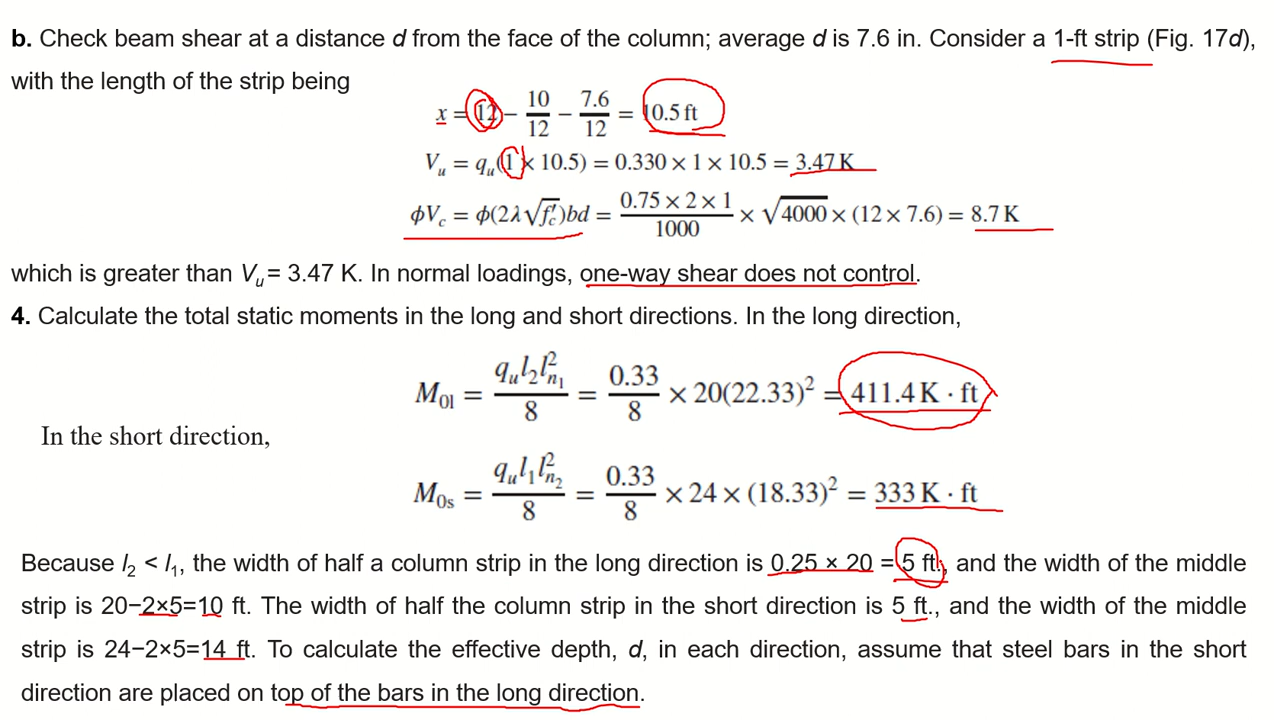 b. Check beam shear at a distance d from the face of the column; average d is 7.6 in. Consider a 1-ft strip (Fig. 17d),
with the length of the strip being
x = 12 − 10/12 − 7.6/12 = 10.5 ft
Vᵤ = qᵤ(1 × 10.5) = 0.330 × 1 × 10.5 = 3.47 K
ϕV_c = ϕ(2λ√f′_c)bd = (0.75 × 2 × 1)/1000 × √4000 × (12 × 7.6) = 8.7 K
which is greater than Vᵤ= 3.47 K. In normal loadings, one-way shear does not control.
4. Calculate the total static moments in the long and short directions. In the long direction,
M₀ₗ = qᵤl₂l²ₙ₁/8 = 0.33/8 × 20(22.33)² = 411.4 K · ft
In the short direction,
M₀ₛ = qᵤl₁l²ₙ₂/8 = 0.33/8 × 24 × (18.33)² = 333 K · ft
Because l₂ < l₁, the width of half a column strip in the long direction is 0.25 × 20 = 5 ft., and the width of the middle
strip is 20−2×5=10 ft. The width of half the column strip in the short direction is 5 ft., and the width of the middle
strip is 24−2×5=14 ft. To calculate the effective depth, d, in each direction, assume that steel bars in the short
direction are placed on top of the bars in the long direction.